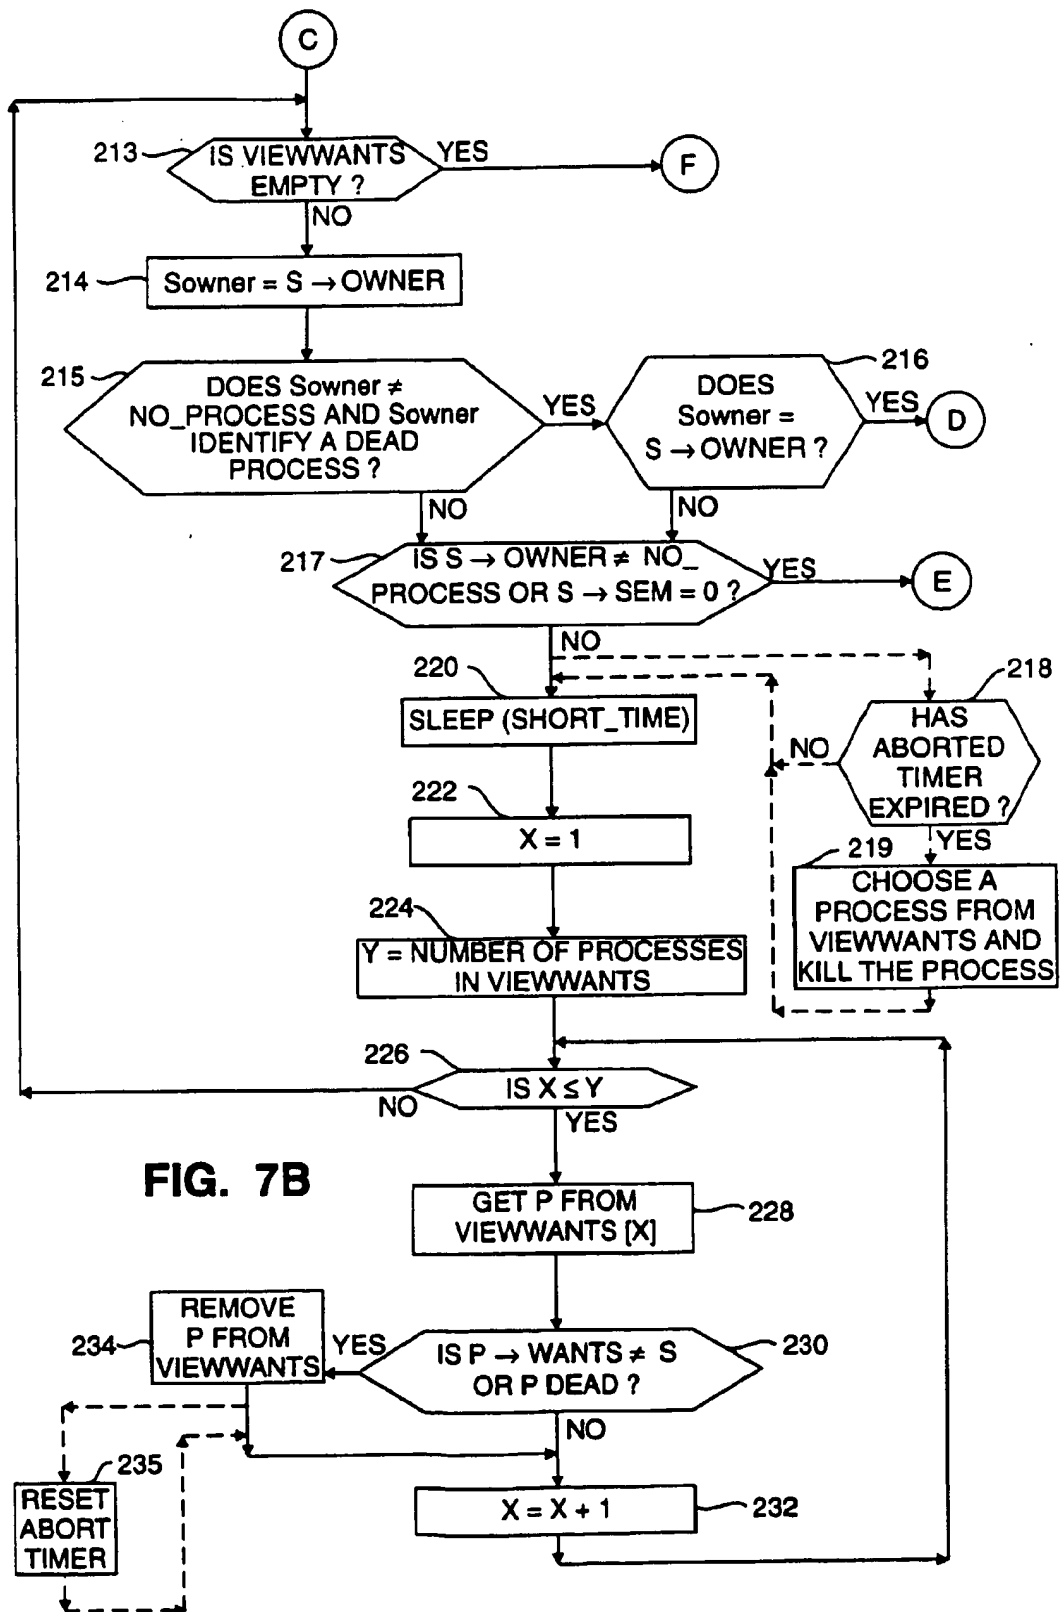 C
213
IS VIEWWANTS
EMPTY ?
YES
F
NO
214
Sowner = S → OWNER
215
DOES Sowner ≠
NO_PROCESS AND Sowner
IDENTIFY A DEAD
PROCESS ?
YES
216
DOES
Sowner =
S → OWNER ?
YES
D
NO
NO
217
IS S → OWNER ≠ NO_
PROCESS OR S → SEM = 0 ?
YES
E
NO
220
SLEEP (SHORT_TIME)
218
HAS
ABORTED
TIMER
EXPIRED ?
NO
YES
219
CHOOSE A
PROCESS FROM
VIEWWANTS AND
KILL THE PROCESS
222
X = 1
224
Y = NUMBER OF PROCESSES
IN VIEWWANTS
226
IS X ≤ Y
NO
YES
FIG. 7B
GET P FROM
VIEWWANTS [X]
228
234
REMOVE
P FROM
VIEWWANTS
YES
IS P → WANTS ≠ S
OR P DEAD ?
230
NO
235
RESET
ABORT
TIMER
X = X + 1
232